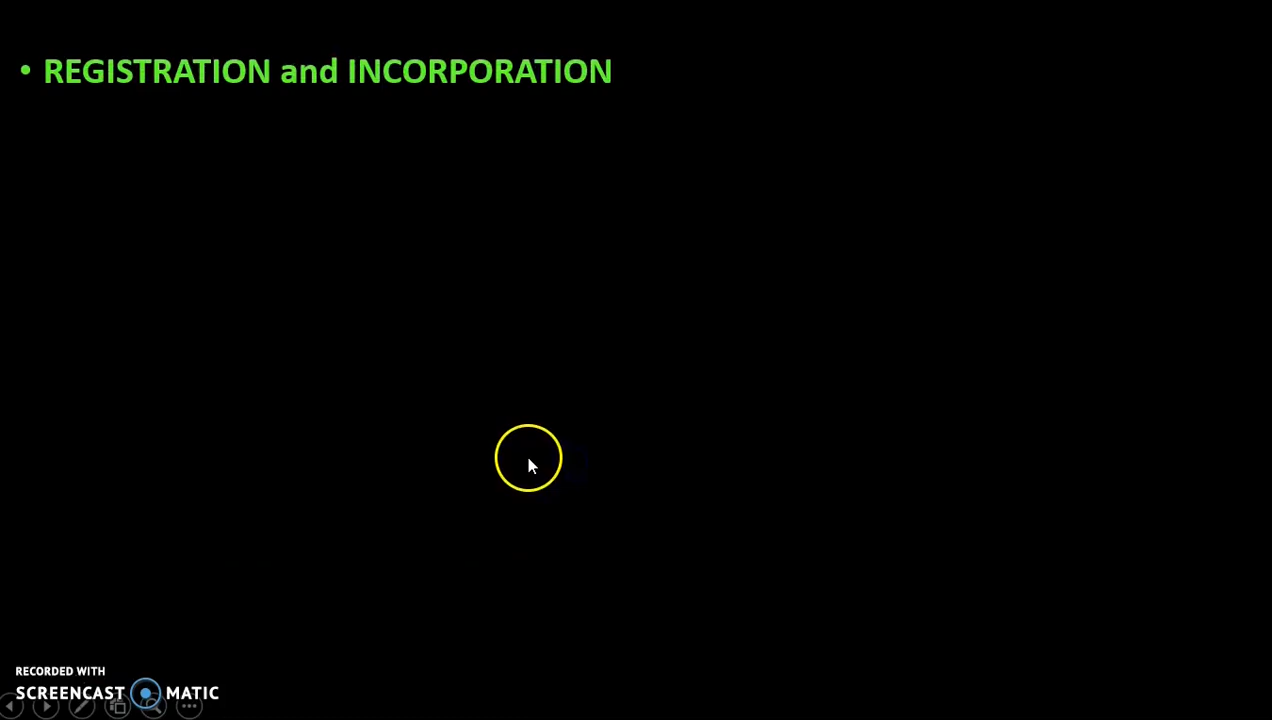 • REGISTRATION and INCORPORATION
RECORDED WITH
SCREENCAST MATIC